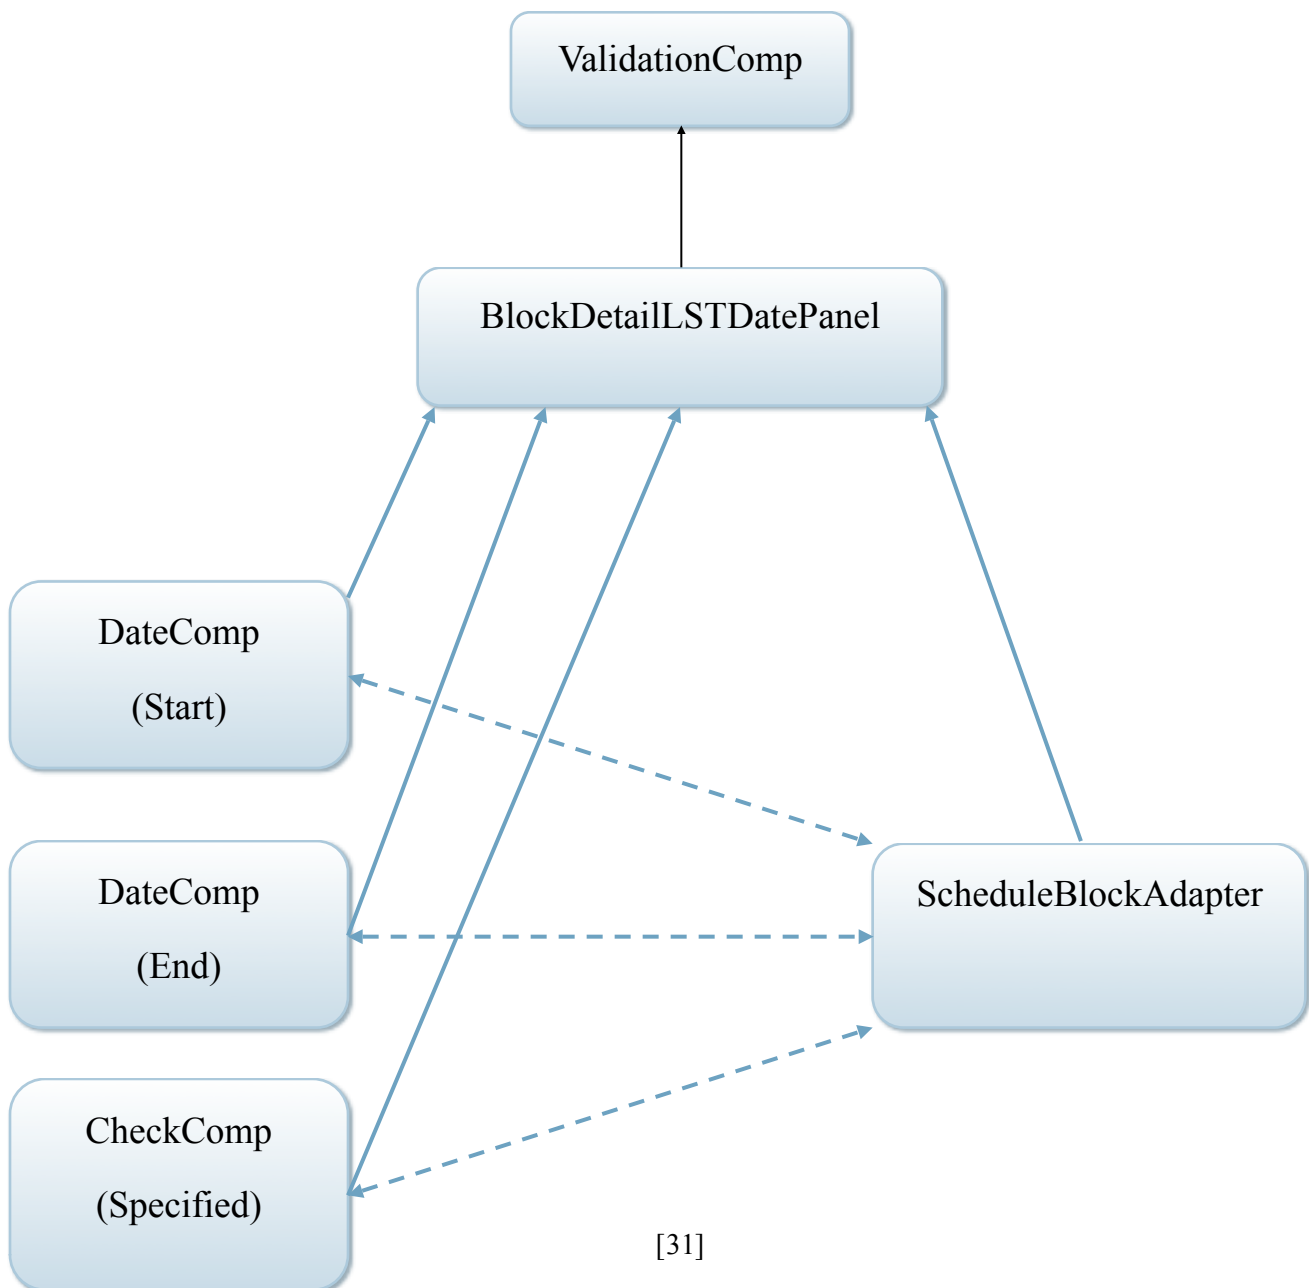 ValidationComp
BlockDetailLSTDatePanel
DateComp
(Start)
DateComp
(End)
ScheduleBlockAdapter
CheckComp
(Specified)
[31]